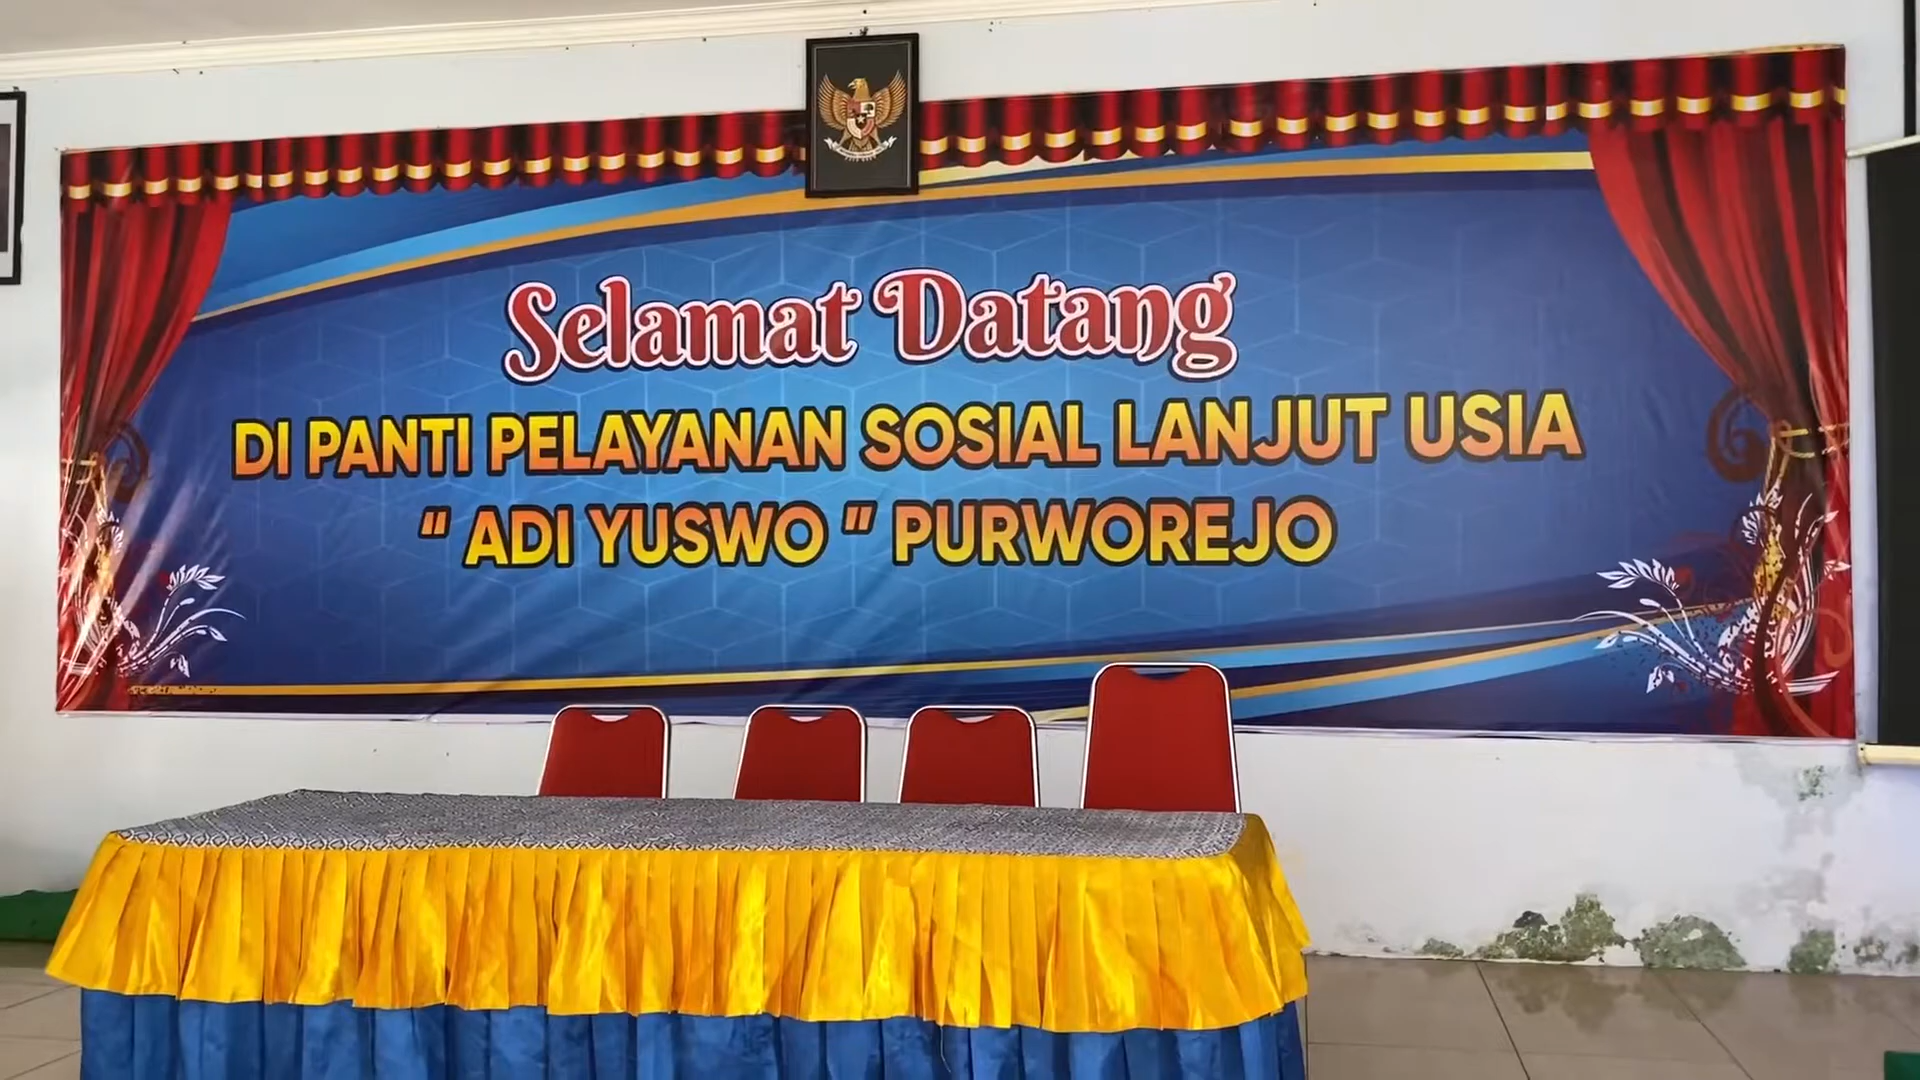 Selamat Datang
DI PANTI PELAYANAN SOSIAL LANJUT USIA
" ADI YUSWO " PURWOREJO